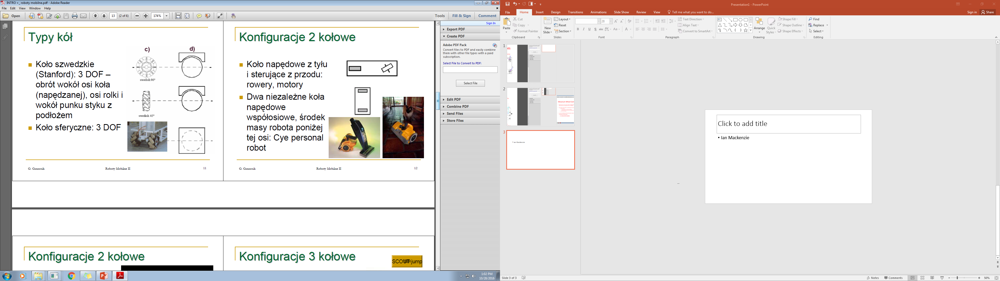 INTRO +_ roboty mobilne.pdf - Adobe Reader
File Edit View Window Help
Open 13 (2 of 6) 174% Tools Fill & Sign Comment
Sign In
Typy kół
c) d)
Koło szwedzkie
(Stanford): 3 DOF –
obrót wokół osi koła
(napędzanej), osi rolki i
wokół punku styku z
podłożem
Koło sferyczne: 3 DOF
swedish 90°
swedish 45°
G. Granosik Roboty Mobilne II 11
Konfiguracje 2 kołowe
Koło napędowe z tyłu
i sterujące z przodu:
rowery, motory
Dwa niezależne koła
napędowe
współosiowe, środek
masy robota poniżej
tej osi: Cye personal
robot
G. Granosik Roboty Mobilne II 12
Konfiguracje 2 kołowe
Konfiguracje 3 kołowe
SCOUT jump
Export PDF
Create PDF
Adobe PDF Pack
Convert files to PDF and easily combine
them with other file types with a paid
subscription.
Select File to Convert to PDF:
Select File
Edit PDF
Combine PDF
Send Files
Store Files
1:02 PM
10/28/2016
Presentation1 - PowerPoint
File Home Insert Design Transitions Animations Slide Show Review View Tell me what you want to do... Sign in Share
Paste
Cut
Copy
Format Painter
Clipboard
New
Slide
Layout
Reset
Section
Slides
28
B I U S abc AV Aa A
Font
Text Direction
Align Text
Convert to SmartArt
Paragraph
Arrange
Quick
Styles
Shape Fill
Shape Outline
Shape Effects
Drawing
Find
Replace
Select
Editing
1
es
2
Mecanum Wheel
3
Ian Mackenzie
Click to add title
• Ian Mackenzie
Slide 3 of 3 Notes Comments 50%